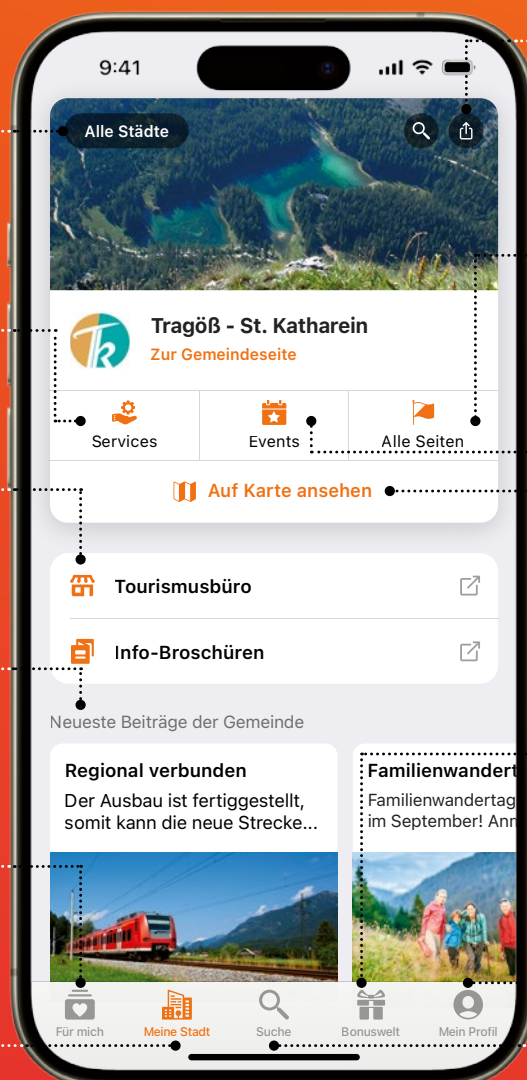 9:41
Alle Städte
Tk
Tragöß - St. Katharein
Zur Gemeindeseite
Services
Events
Alle Seiten
Auf Karte ansehen
Tourismusbüro
Info-Broschüren
Neueste Beiträge der Gemeinde
Regional verbunden
Der Ausbau ist fertiggestellt,
somit kann die neue Strecke...
Familienwandert
Familienwandertag
im September! Anm
Für mich
Meine Stadt
Suche
Bonuswelt
Mein Profil